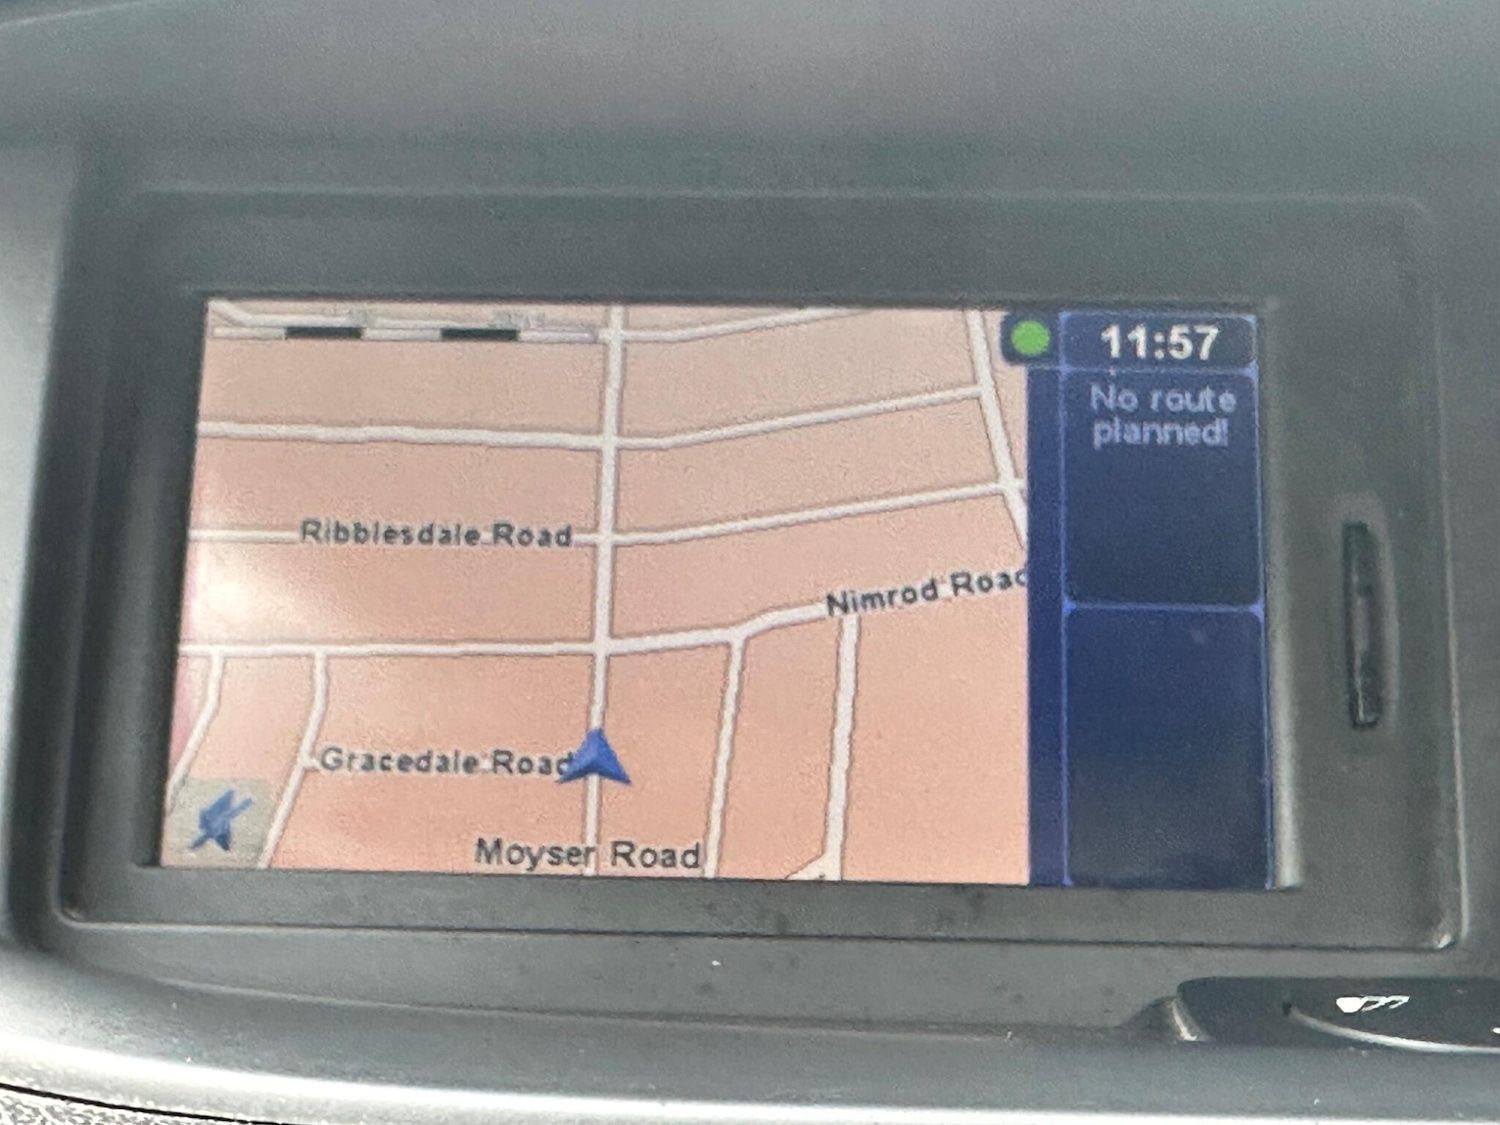 11:57
No route
planned!
Ribblesdale Road
Nimrod Road
Gracedale Road
Moyser Road